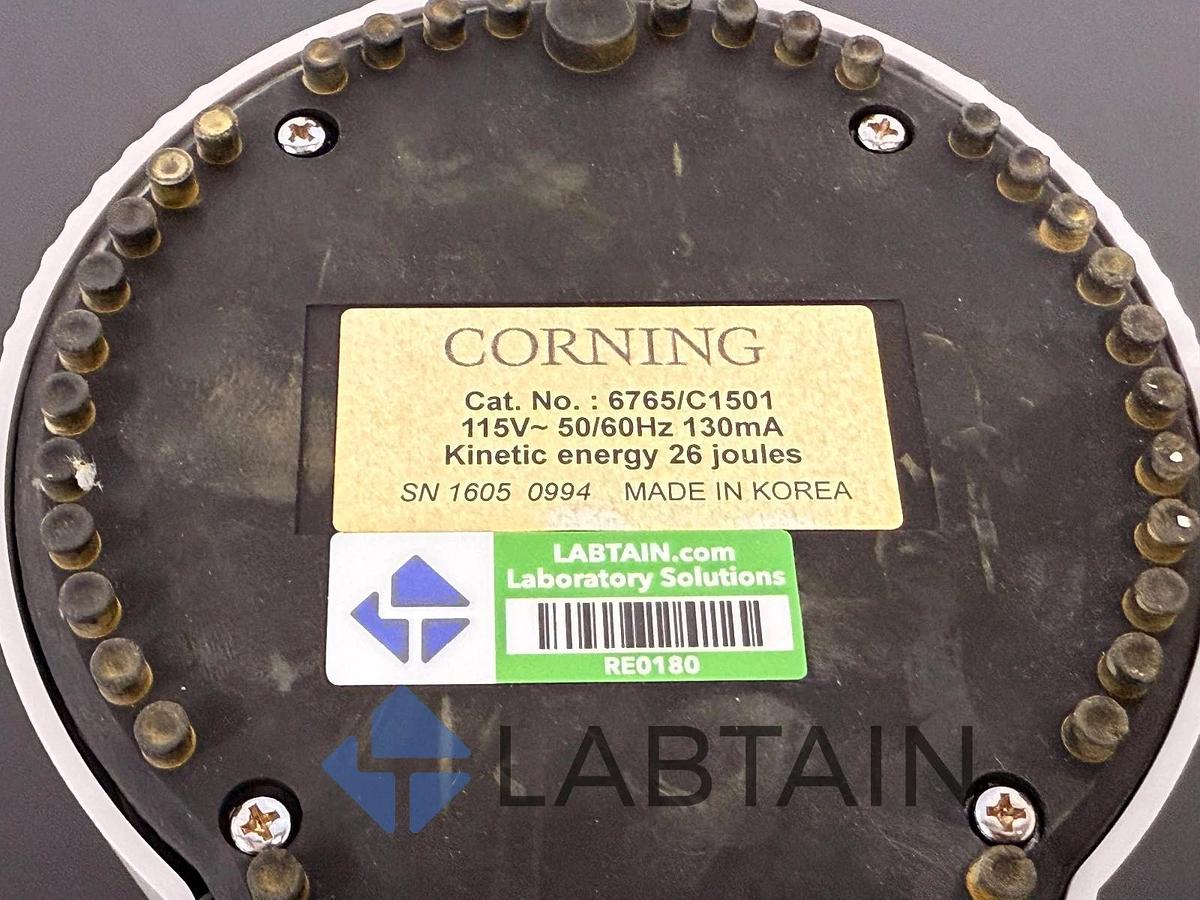 CORNING
Cat. No. : 6765/C1501
115V~ 50/60Hz 130mA
Kinetic energy 26 joules
SN 1605 0994 MADE IN KOREA
LABTAIN.com
Laboratory Solutions
RE0180
LABTAIN